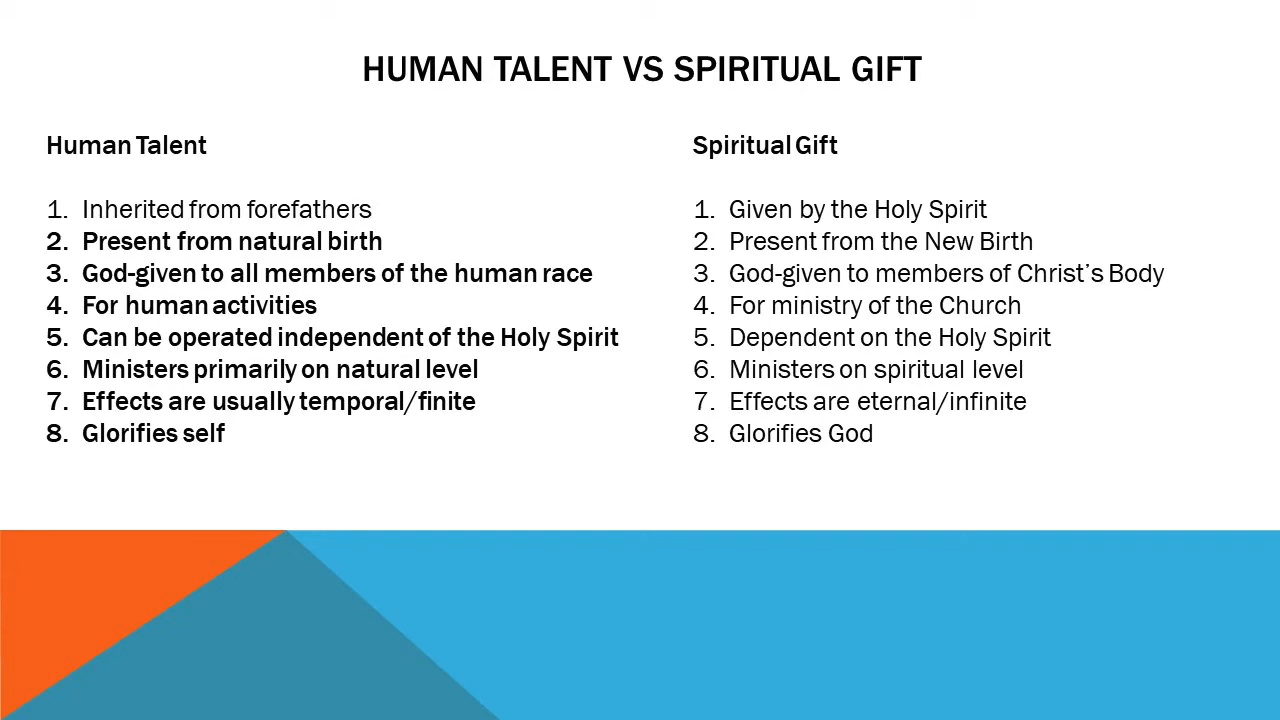 HUMAN TALENT VS SPIRITUAL GIFT
Human Talent
1. Inherited from forefathers
2. Present from natural birth
3. God-given to all members of the human race
4. For human activities
5. Can be operated independent of the Holy Spirit
6. Ministers primarily on natural level
7. Effects are usually temporal/finite
8. Glorifies self
Spiritual Gift
1. Given by the Holy Spirit
2. Present from the New Birth
3. God-given to members of Christ’s Body
4. For ministry of the Church
5. Dependent on the Holy Spirit
6. Ministers on spiritual level
7. Effects are eternal/infinite
8. Glorifies God